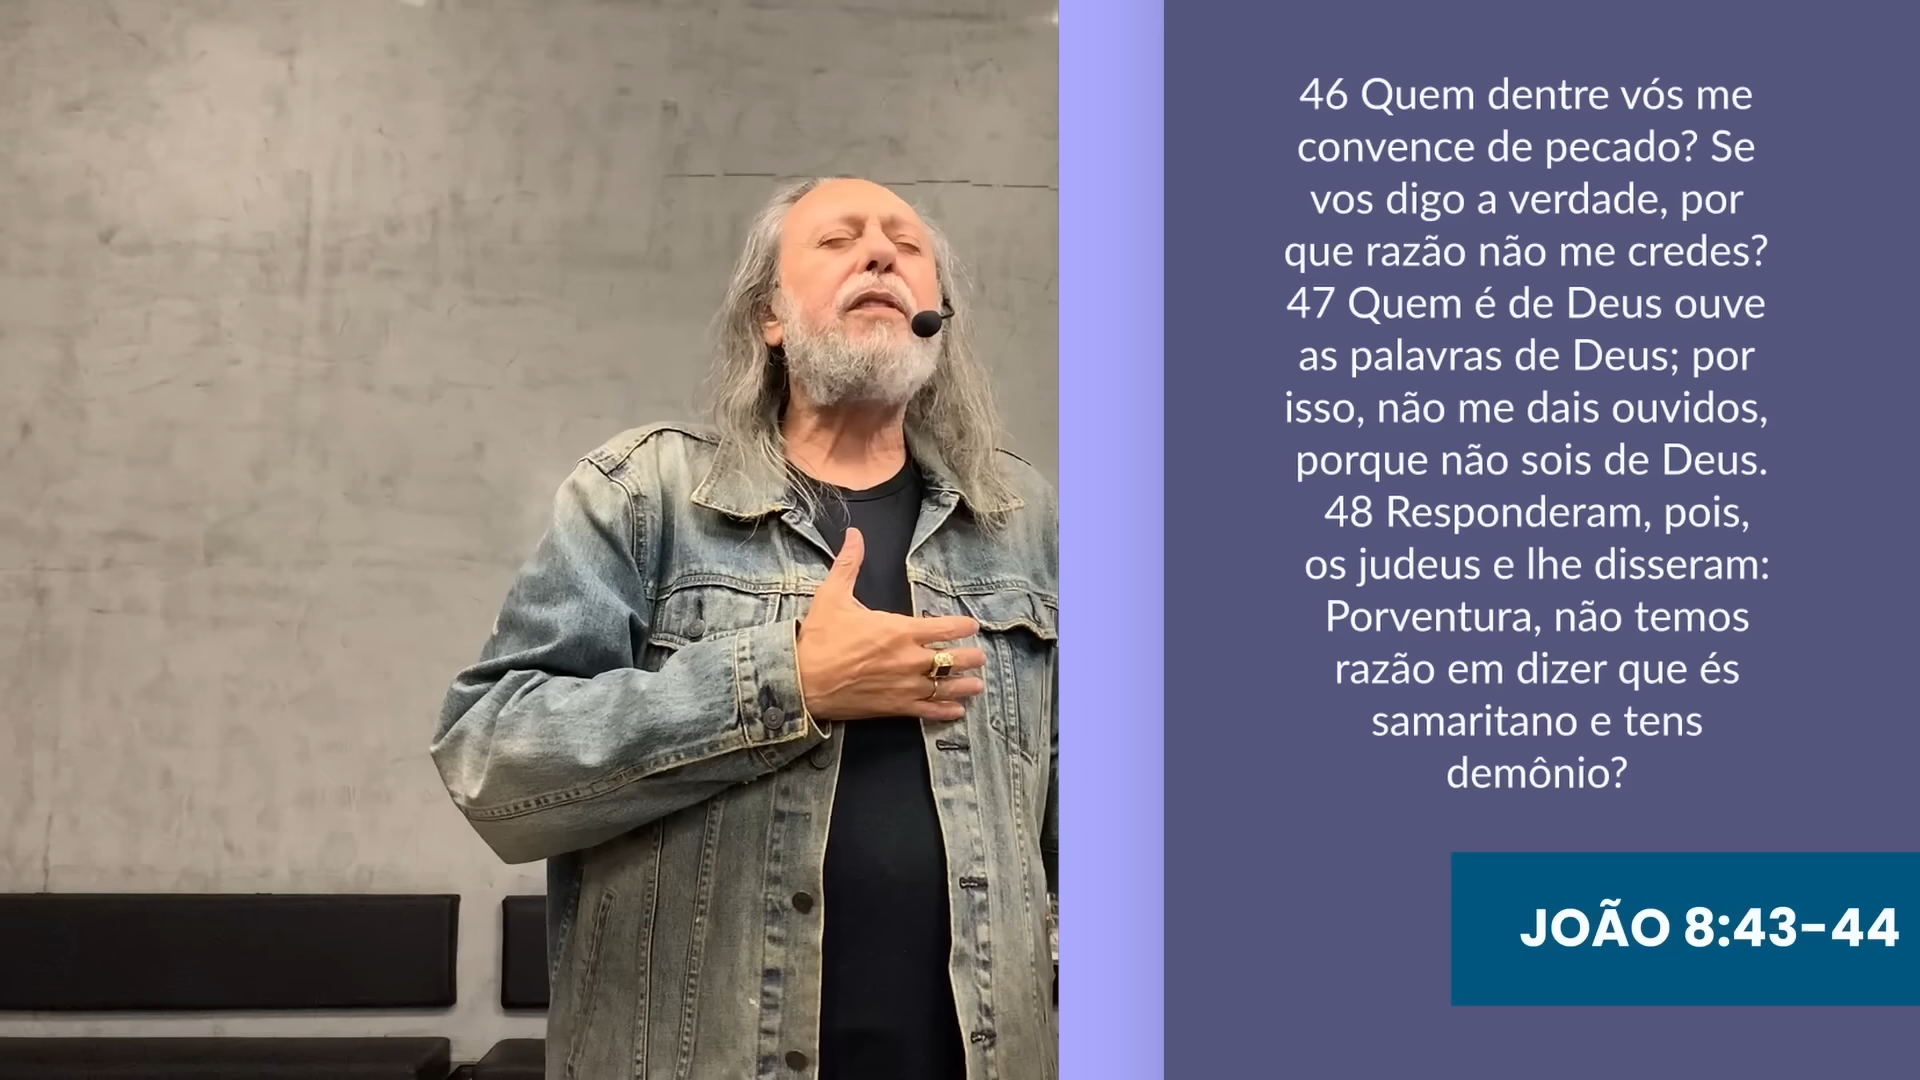 46 Quem dentre vós me
convence de pecado? Se
vos digo a verdade, por
que razão não me credes?
47 Quem é de Deus ouve
as palavras de Deus; por
isso, não me dais ouvidos,
porque não sois de Deus.
48 Responderam, pois,
os judeus e lhe disseram:
Porventura, não temos
razão em dizer que és
samaritano e tens
demônio?
JOÃO 8:43-44